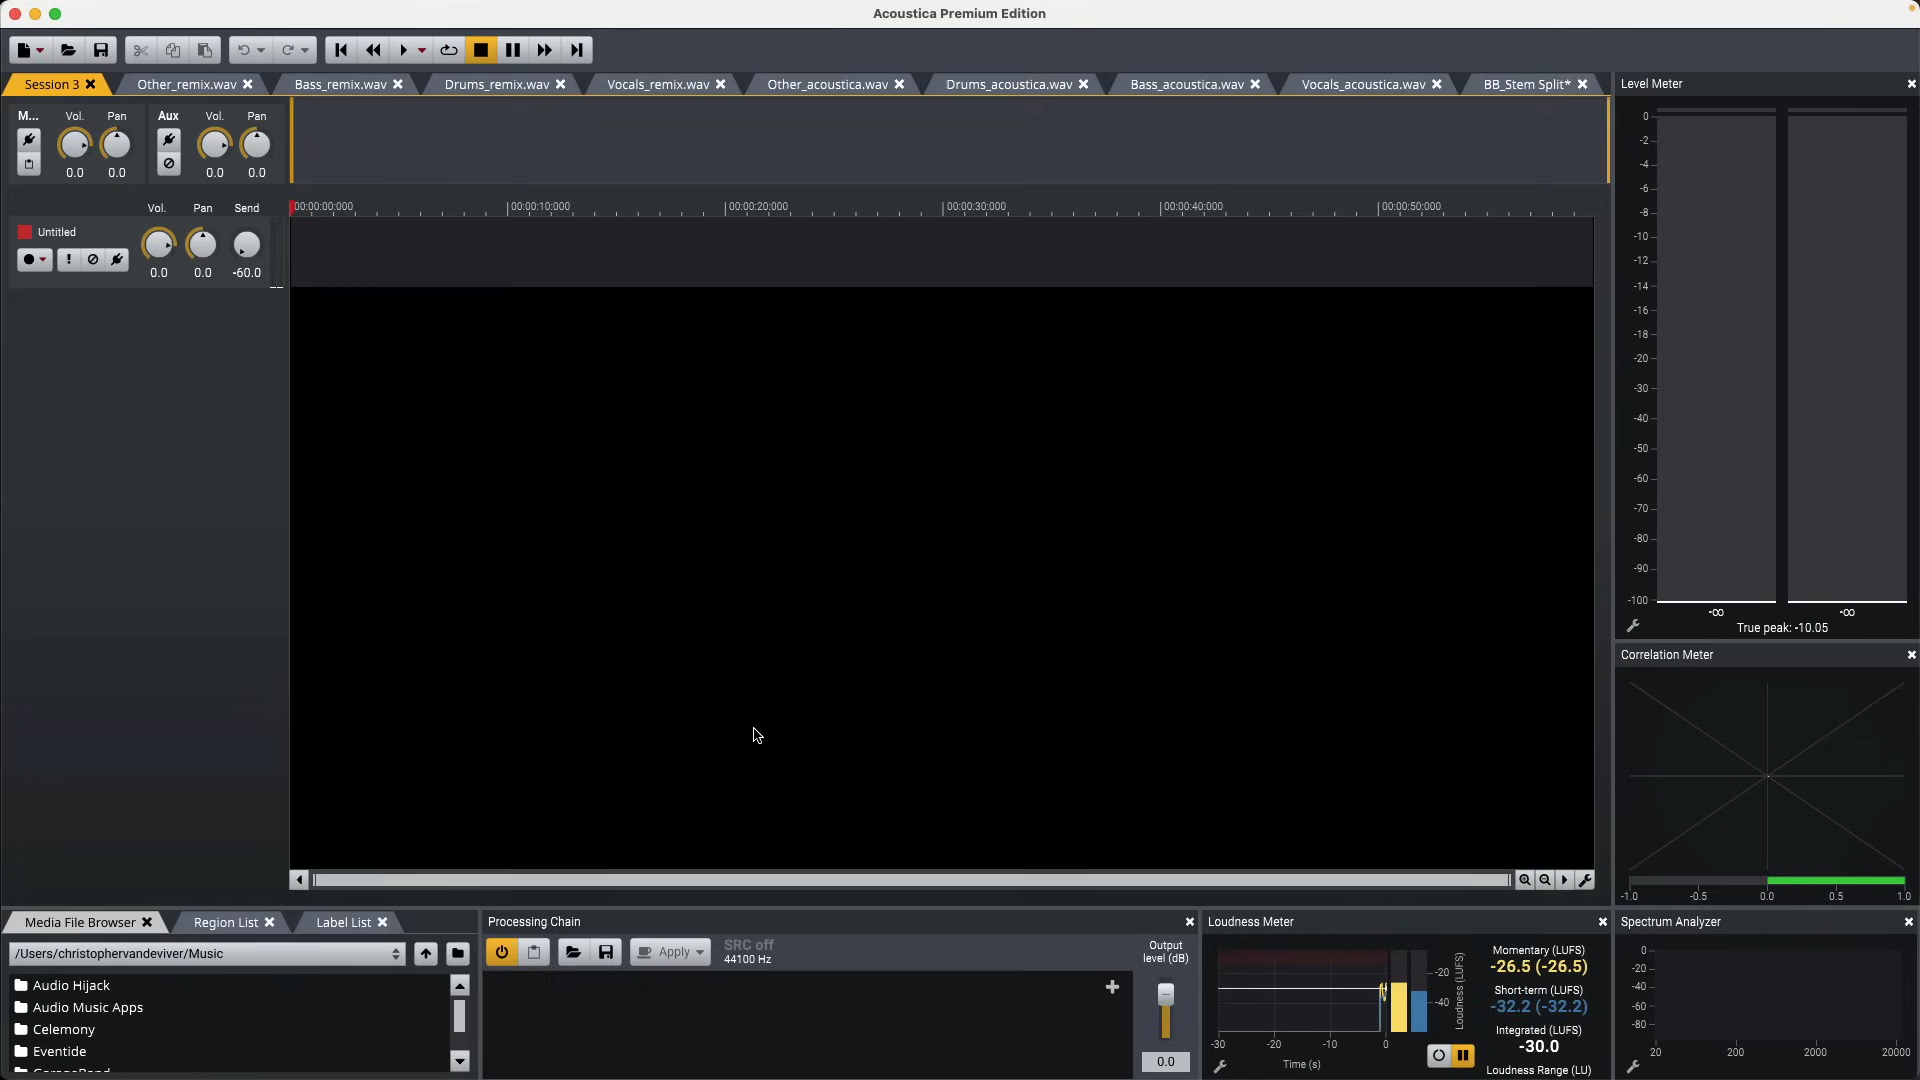 Acoustica Premium Edition
Session 3
Other_remix.wav
Bass_remix.wav
Drums_remix.wav
Vocals_remix.wav
Other_acoustica.wav
Drums_acoustica.wav
Bass_acoustica.wav
Vocals_acoustica.wav
BB_Stem Split*
Level Meter
M...
Vol.
Pan
Aux
Vol.
Pan
0.0
0.0
0.0
0.0
Vol.
Pan
Send
00:00:00:000
00:00:10:000
00:00:20:000
00:00:30:000
00:00:40:000
00:00:50:000
Untitled
0.0
0.0
-60.0
0
-2
-4
-6
-8
-10
-12
-14
-16
-18
-20
-30
-40
-50
-60
-70
-80
-90
-100
-∞
-∞
True peak: -10.05
Correlation Meter
-1.0
-0.5
0.0
0.5
1.0
Media File Browser
Region List
Label List
/Users/christophervandeviver/Music
Audio Hijack
Audio Music Apps
Celemony
Eventide
GarageBand
Processing Chain
Apply
SRC off
44100 Hz
Output
level (dB)
0.0
Loudness Meter
-20
-40
Loudness (LUFS)
-30
-20
-10
0
Time (s)
Momentary (LUFS)
-26.5 (-26.5)
Short-term (LUFS)
-32.2 (-32.2)
Integrated (LUFS)
-30.0
Loudness Range (LU)
Spectrum Analyzer
0
-20
-40
-60
-80
20
200
2000
20000